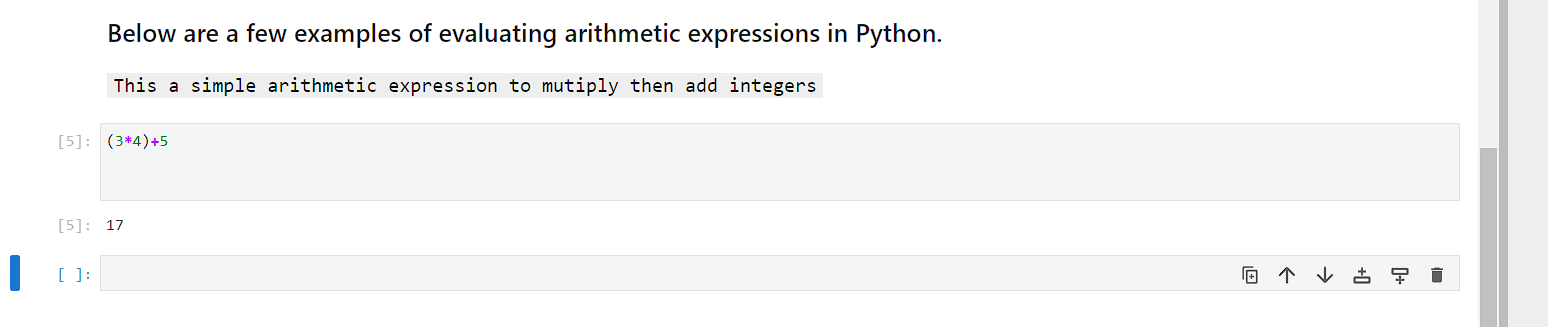 Below are a few examples of evaluating arithmetic expressions in Python.
This a simple arithmetic expression to mutiply then add integers
[5]: (3*4)+5
[5]: 17
[ ]: